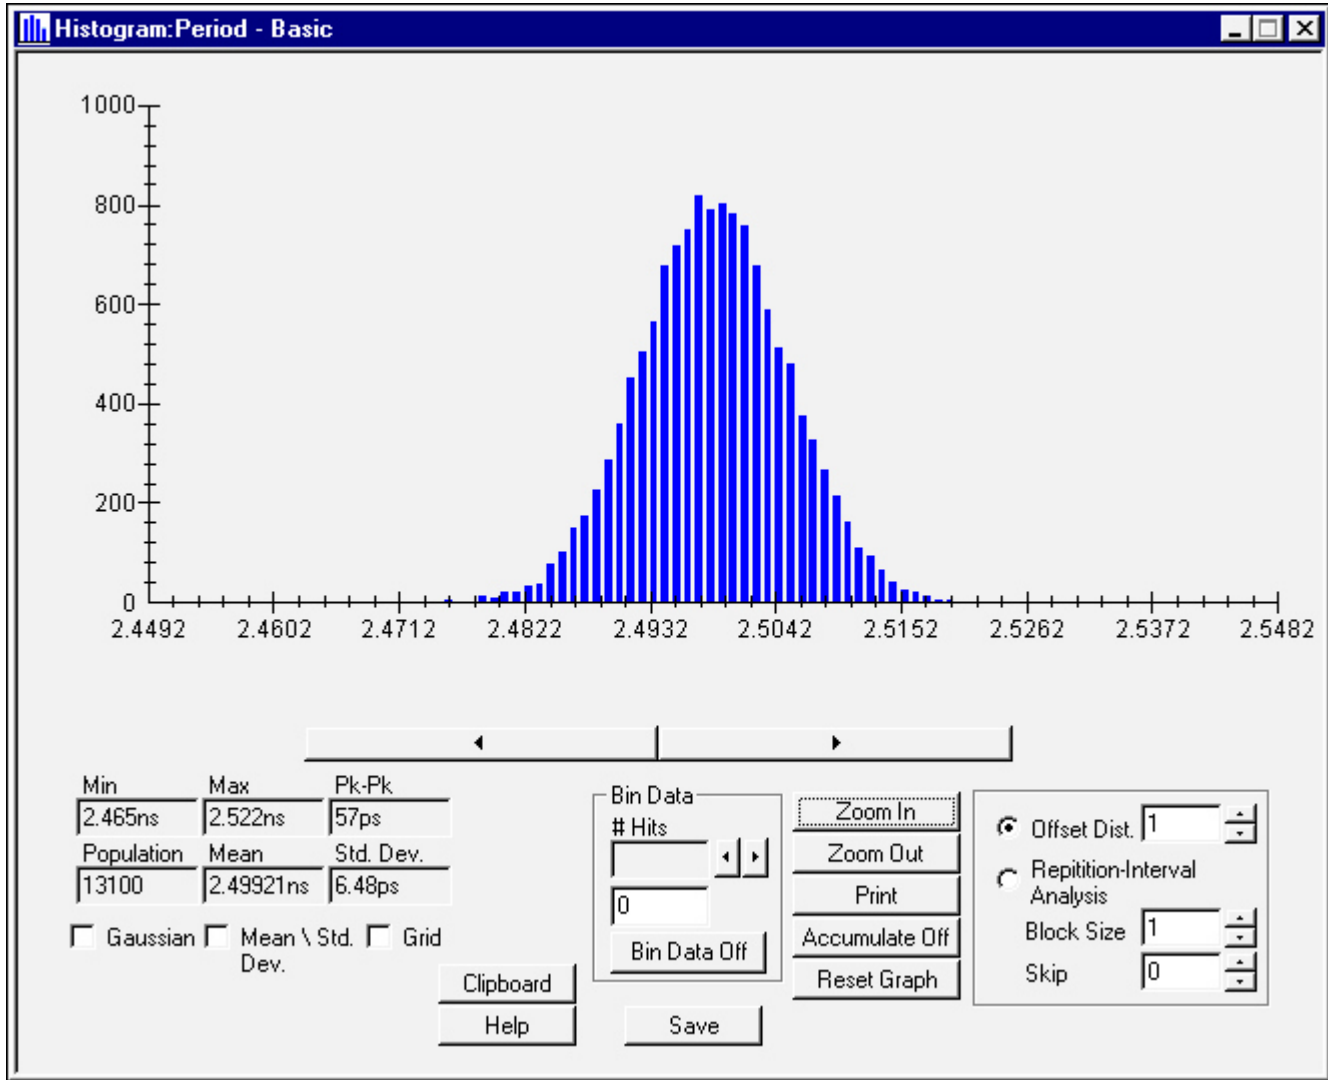 Histogram:Period - Basic
1000
800
600
400
200
0
2.4492 2.4602 2.4712 2.4822 2.4932 2.5042 2.5152 2.5262 2.5372 2.5482
Min Max Pk-Pk
2.465ns 2.522ns 57ps
Population Mean Std. Dev.
13100 2.49921ns 6.48ps
Gaussian Mean \ Std. Dev. Grid
Clipboard
Help
Bin Data
# Hits
0
Bin Data Off
Save
Zoom In
Zoom Out
Print
Accumulate Off
Reset Graph
Offset Dist. 1
Repitition-Interval
Analysis
Block Size 1
Skip 0